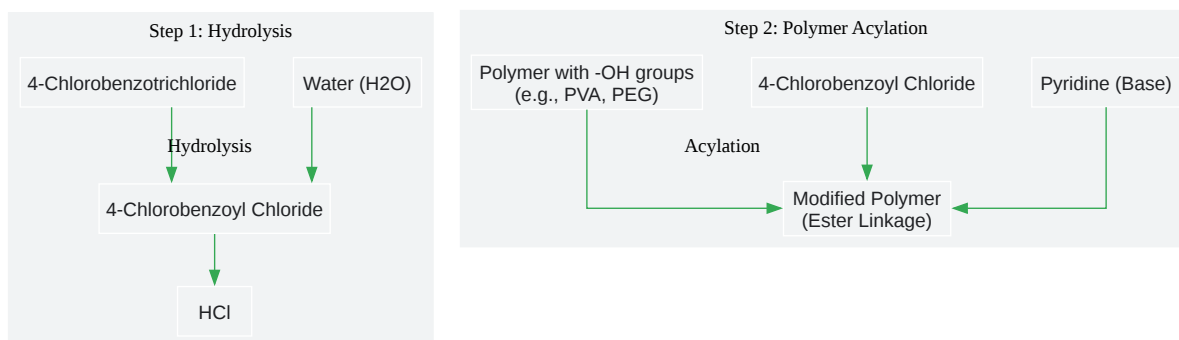 Step 1: Hydrolysis
4-Chlorobenzotrichloride
Water (H2O)
Hydrolysis
4-Chlorobenzoyl Chloride
HCl
Step 2: Polymer Acylation
Polymer with -OH groups
(e.g., PVA, PEG)
4-Chlorobenzoyl Chloride
Pyridine (Base)
Acylation
Modified Polymer
(Ester Linkage)